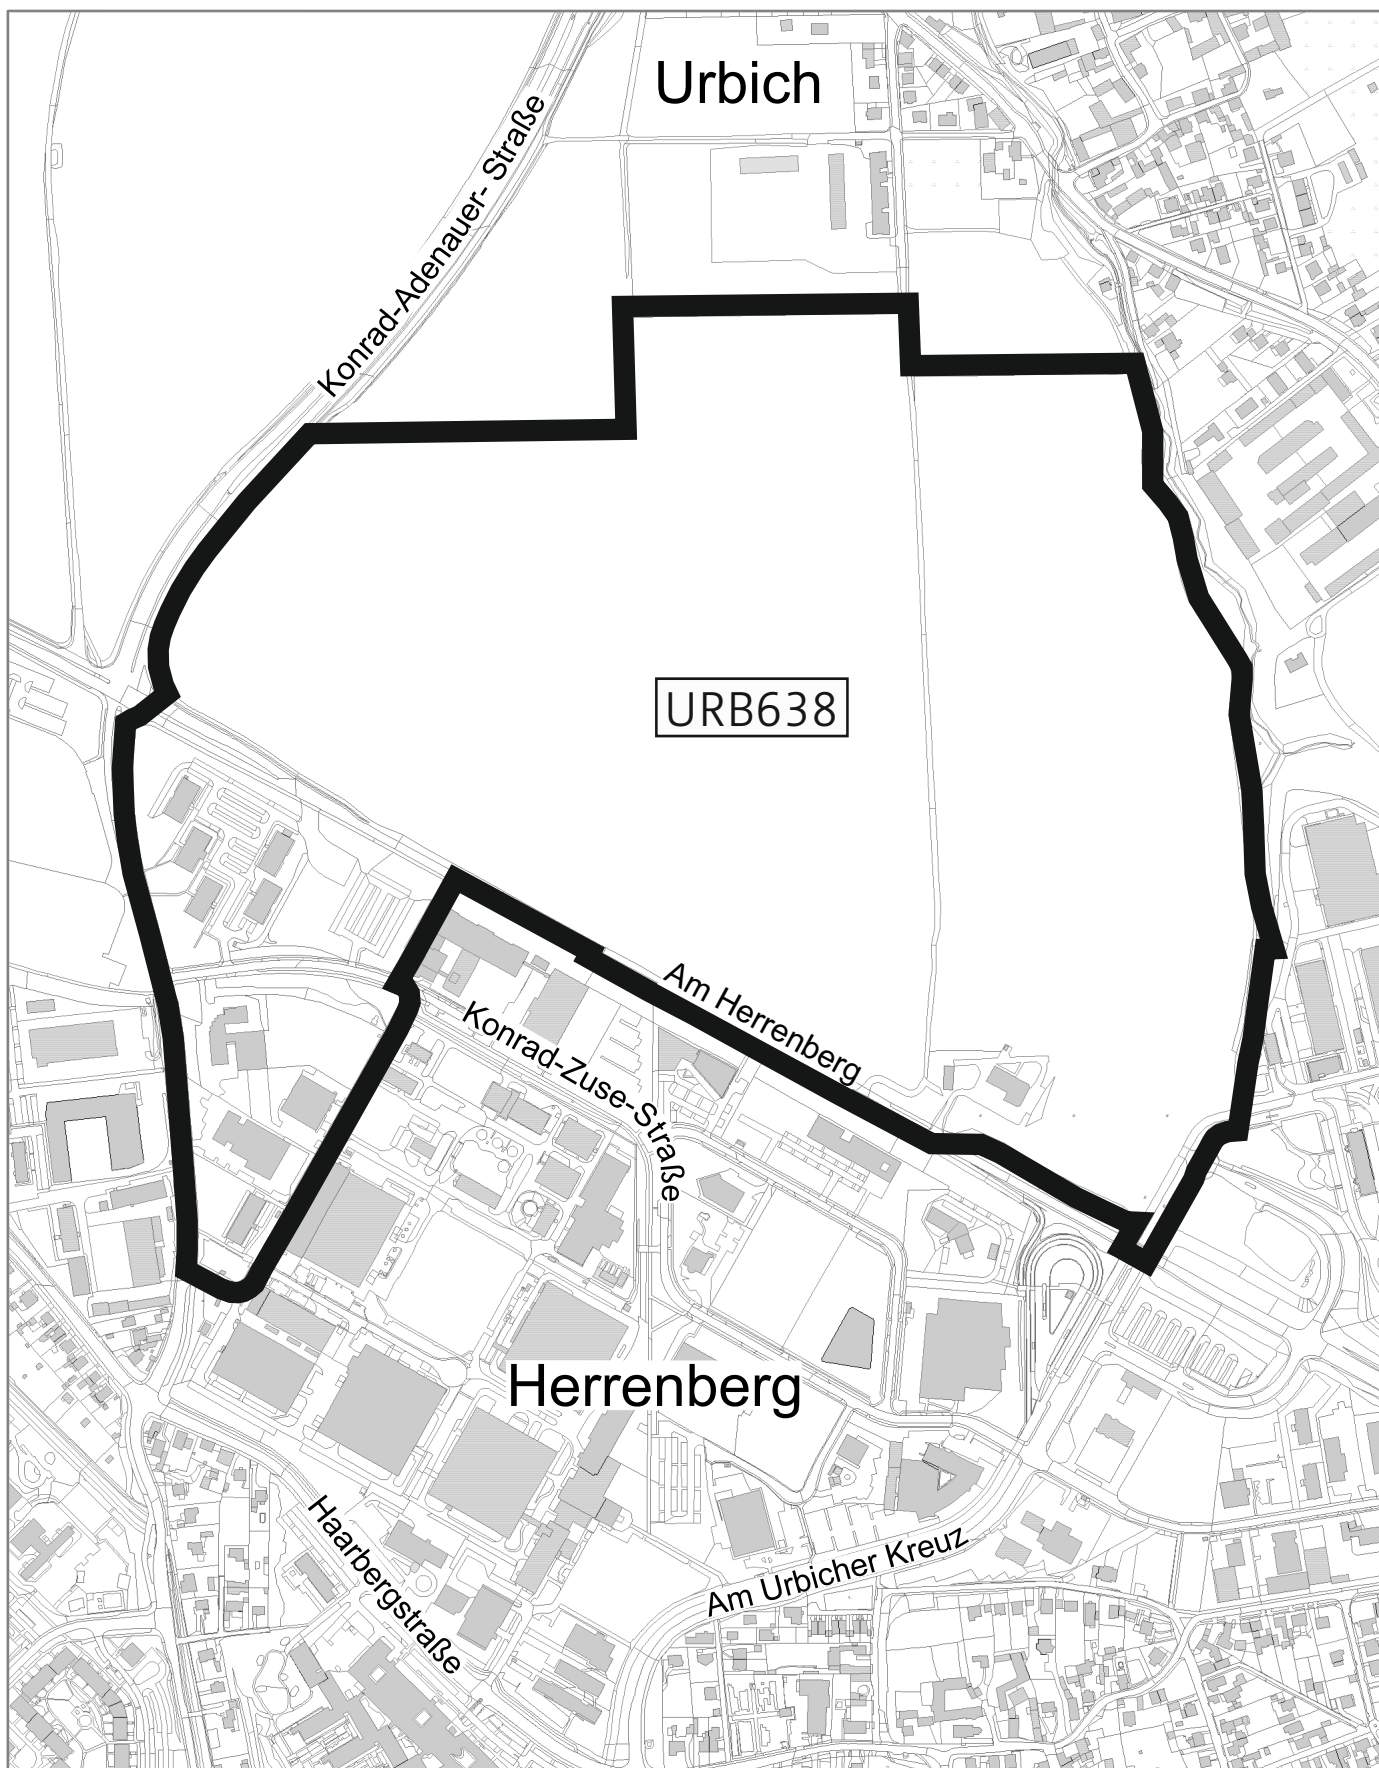 Urbich
Konrad-Adenauer- Straße
URB638
Am Herrenberg
Konrad-Zuse-Straße
Herrenberg
Haarbergstraße
Am Urbicher Kreuz